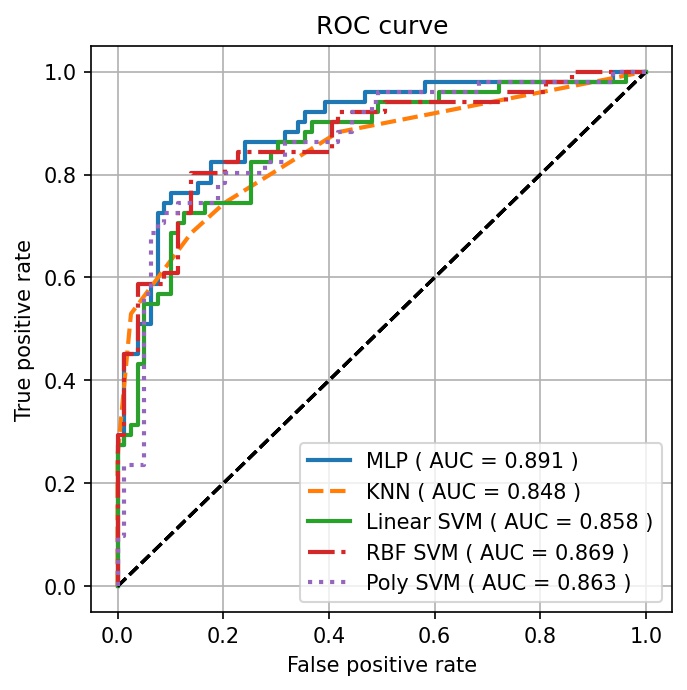 ROC curve
True positive rate
1.0
0.8
0.6
0.4
0.2
0.0
MLP ( AUC = 0.891 )
KNN ( AUC = 0.848 )
Linear SVM ( AUC = 0.858 )
RBF SVM ( AUC = 0.869 )
Poly SVM ( AUC = 0.863 )
0.0 0.2 0.4 0.6 0.8 1.0
False positive rate